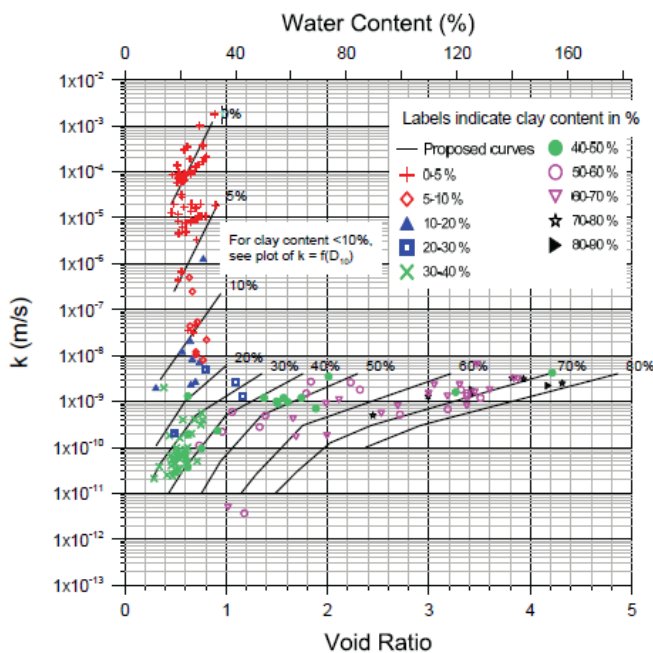 Water Content (%)
0 40 80 120 160
1x10-2
1x10-3
1x10-4
1x10-5
1x10-6
1x10-7
1x10-8
1x10-9
1x10-10
1x10-11
1x10-12
1x10-13
k (m/s)
0%
5%
10%
20%
30%
40%
50%
60%
70%
80%
Labels indicate clay content in %
Proposed curves
0-5 %
5-10 %
10-20 %
20-30 %
30-40 %
40-50 %
50-60 %
60-70 %
70-80 %
80-90 %
For clay content <10%,
see plot of k = f(D10)
0 1 2 3 4 5
Void Ratio